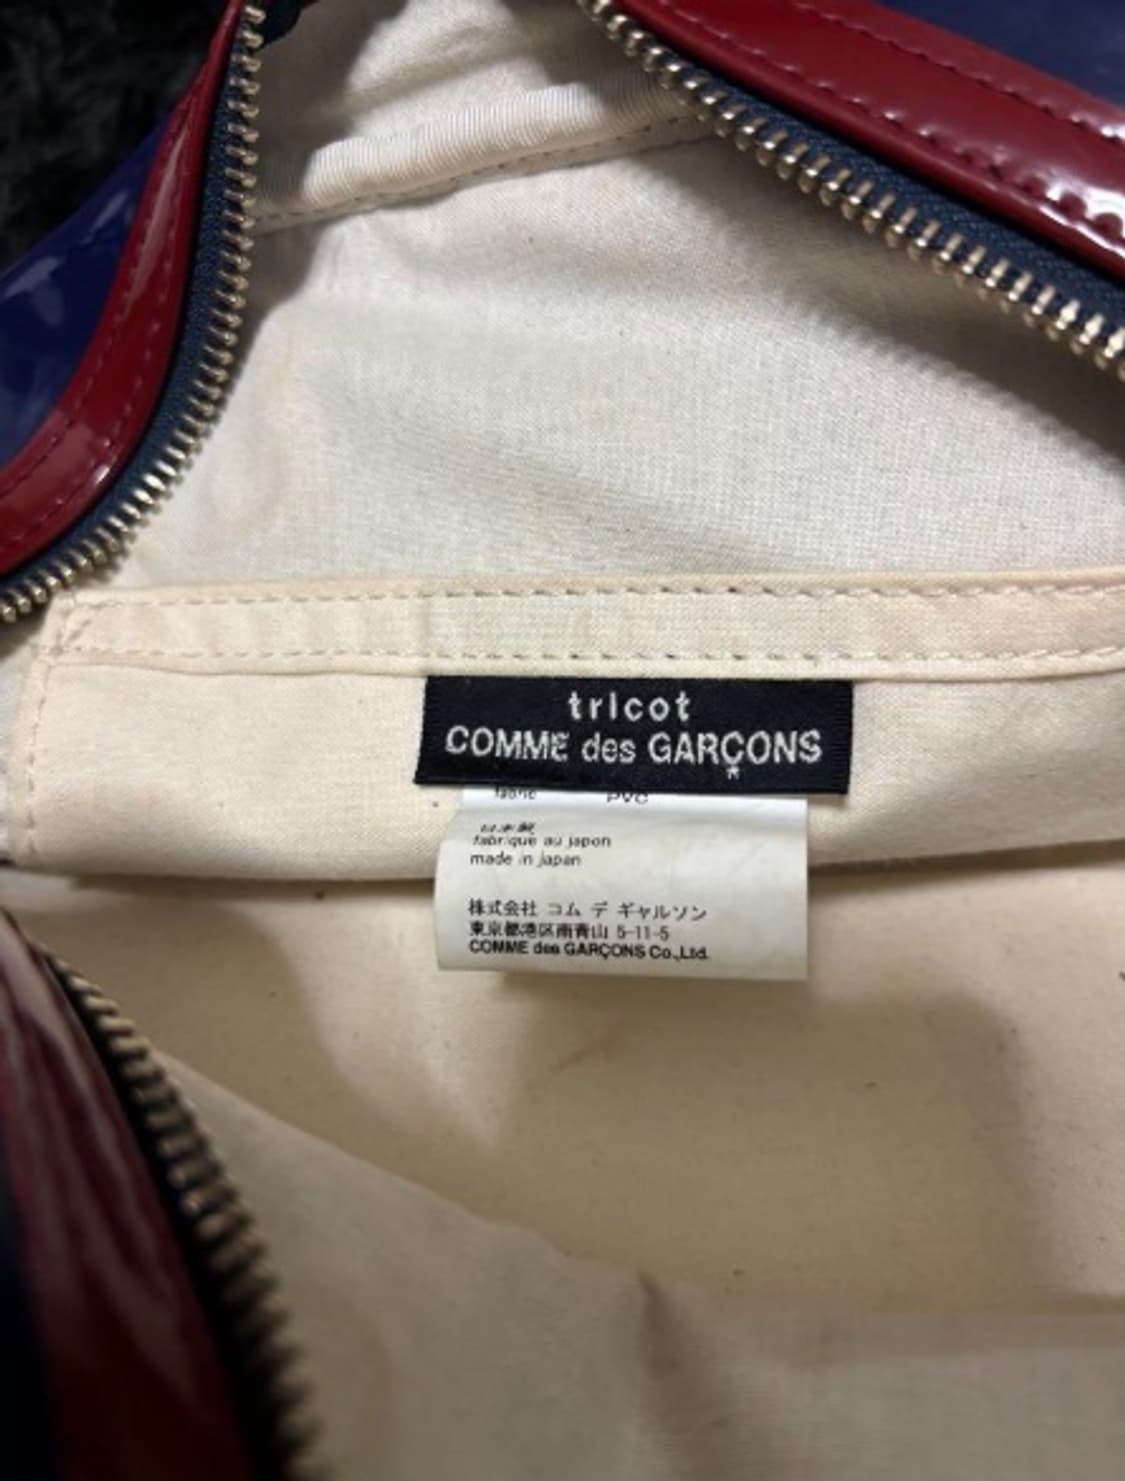 tricot
COMME des GARÇONS
fabric PVC
日本製
fabriqué au japon
made in japan
株式会社 コム デ ギャルソン
東京都港区南青山 5-11-5
COMME des GARÇONS Co.,Ltd.